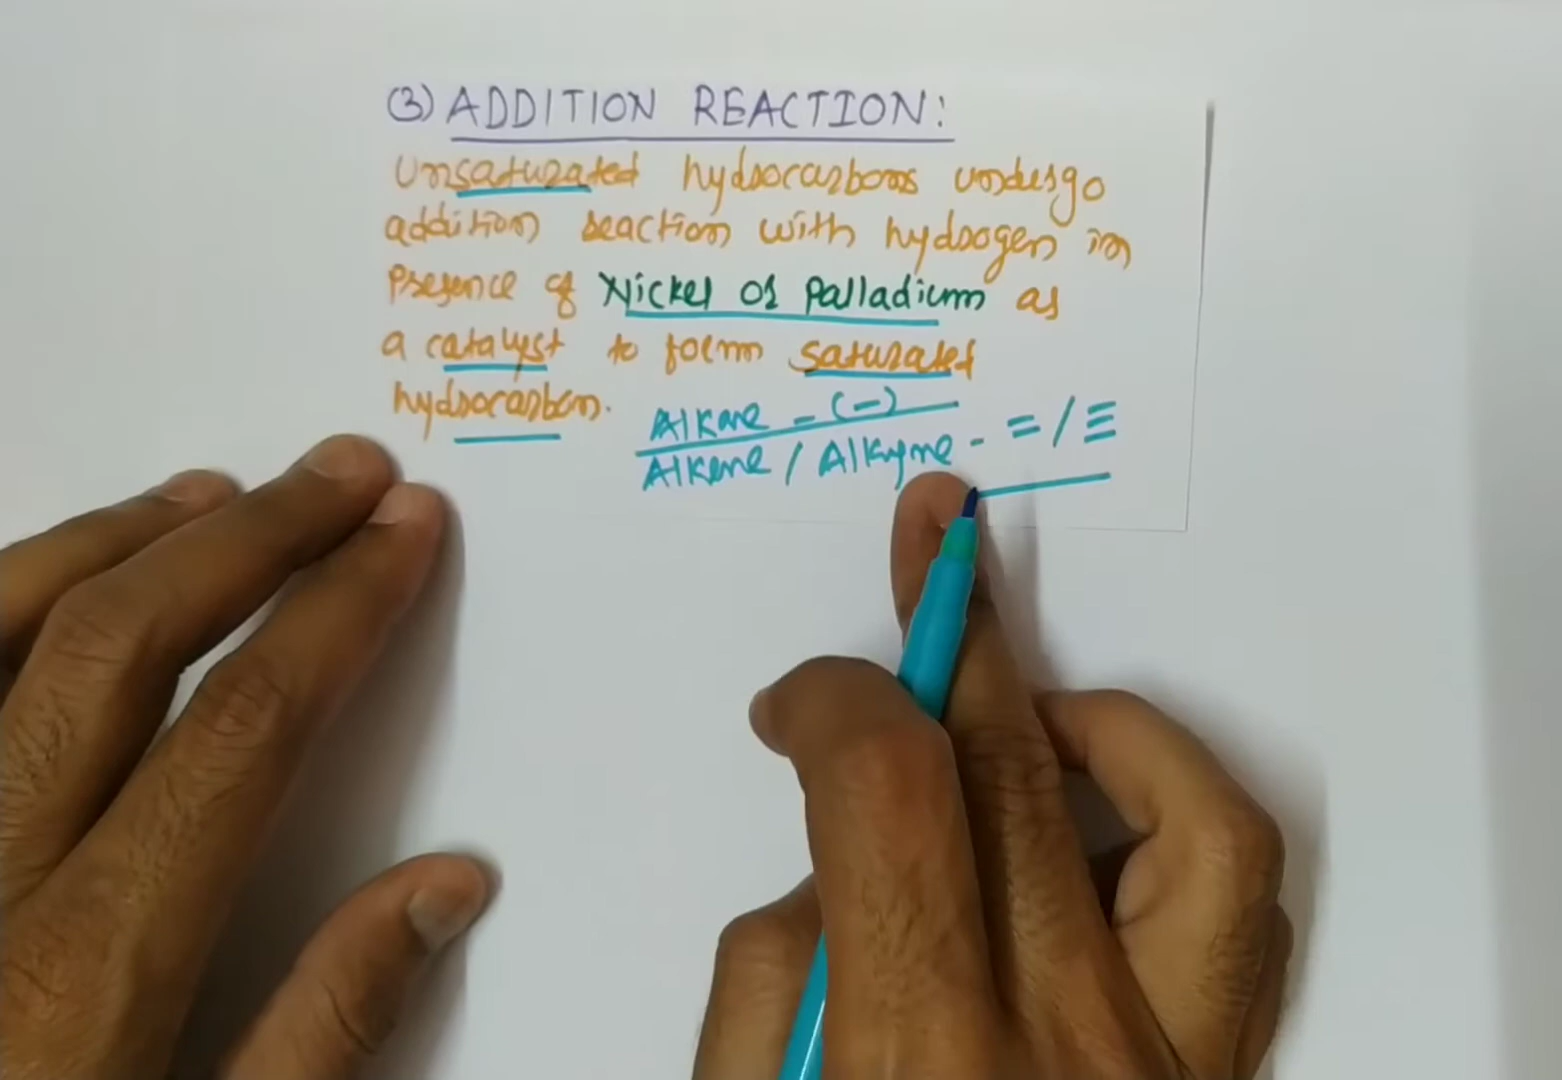 (3) ADDITION REACTION:
Unsaturated hydrocarbons undergo
addition reaction with hydrogen in
Presence of Nickel or Palladium as
a catalyst to form saturated
hydrocarbon.
Alkane - (-)
Alkene / Alkyne - = / ≡